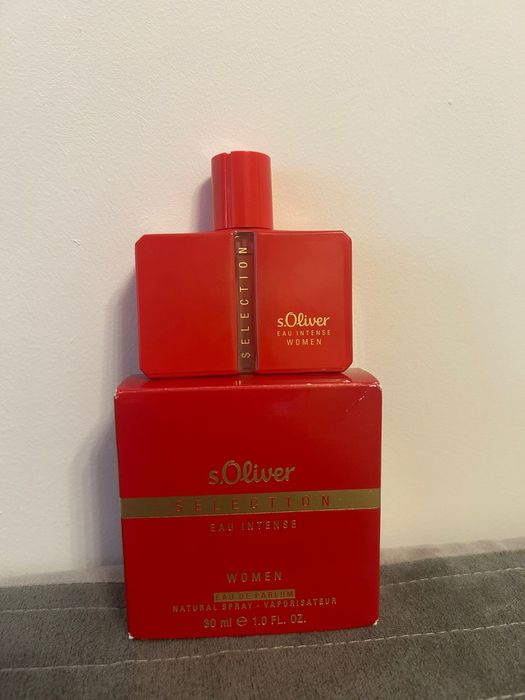 SELECTION
s.Oliver
EAU INTENSE
WOMEN
s.Oliver
SELECTION
EAU INTENSE
WOMEN
EAU DE PARFUM
NATURAL SPRAY - VAPORISATEUR
30 ml ℮ 1.0 FL. OZ.